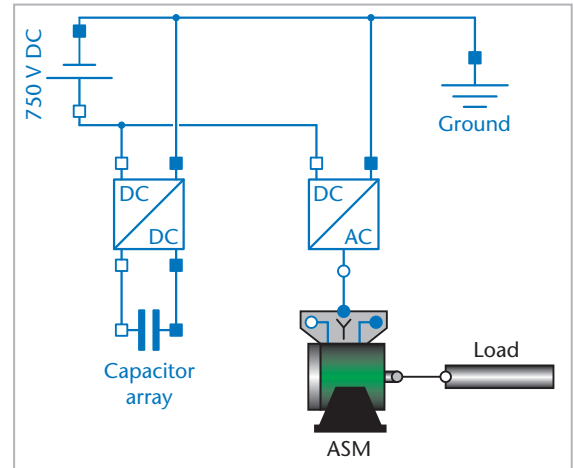 750 V DC
Ground
DC
DC
DC
AC
Capacitor
array
Load
ASM